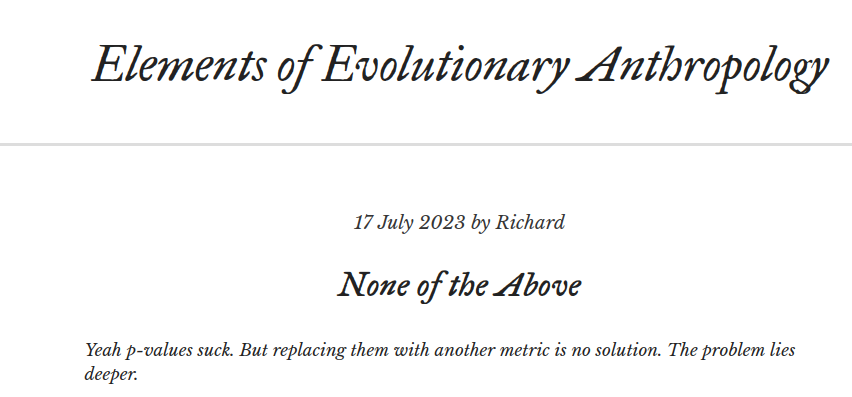 Elements of Evolutionary Anthropology
17 July 2023 by Richard
None of the Above
Yeah p-values suck. But replacing them with another metric is no solution. The problem lies
deeper.